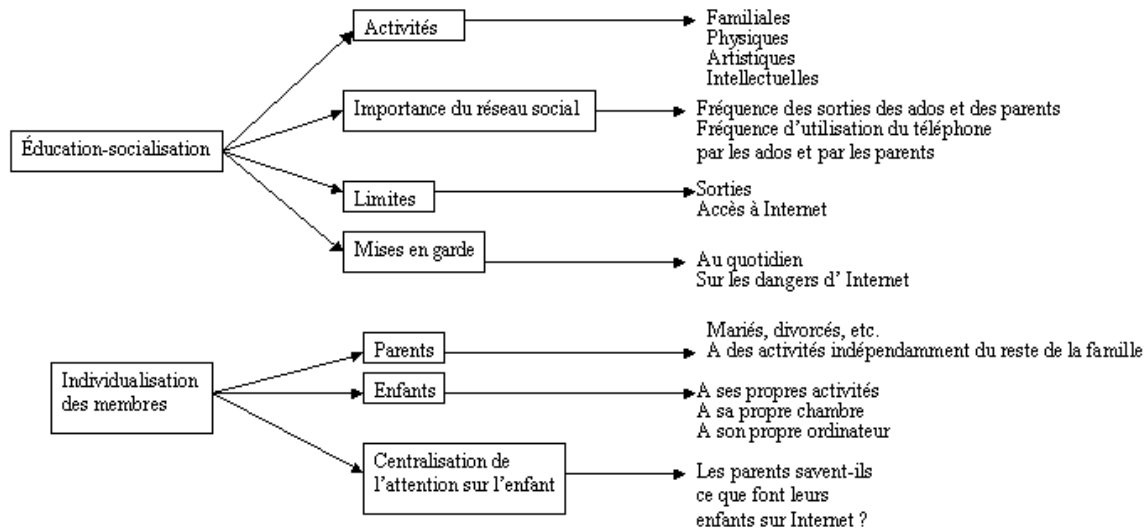 Éducation-socialisation
Activités
Familiales
Physiques
Artistiques
Intellectuelles
Importance du réseau social
Fréquence des sorties des ados et des parents
Fréquence d'utilisation du téléphone
par les ados et par les parents
Limites
Sorties
Accès à Internet
Mises en garde
Au quotidien
Sur les dangers d' Internet
Individualisation
des membres
Parents
Mariés, divorcés, etc.
A des activités indépendamment du reste de la famille
Enfants
A ses propres activités
A sa propre chambre
A son propre ordinateur
Centralisation de
l'attention sur l'enfant
Les parents savent-ils
ce que font leurs
enfants sur Internet ?